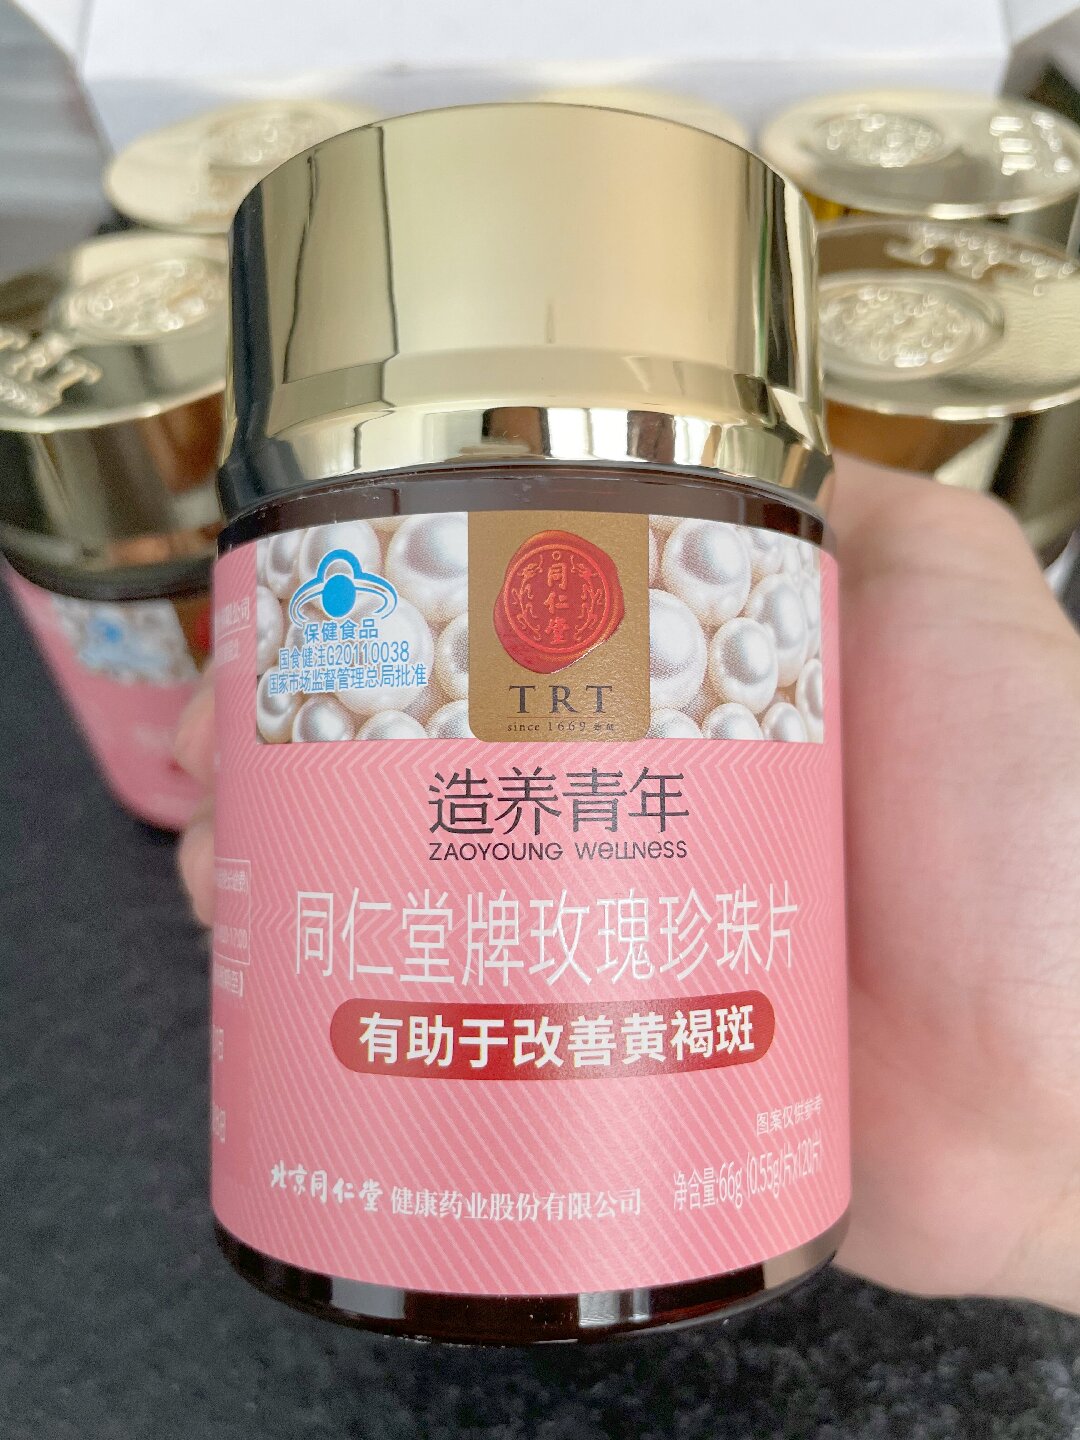 保健食品
国食健注G20110038
国家市场监督管理总局批准
同仁堂
TRT
since 1669
造养青年
ZAOYOUNG WELLNESS
同仁堂牌玫瑰珍珠片
有助于改善黄褐斑
图案仅供参考
净含量:66g (0.55g/片x120片)
北京同仁堂 健康药业股份有限公司